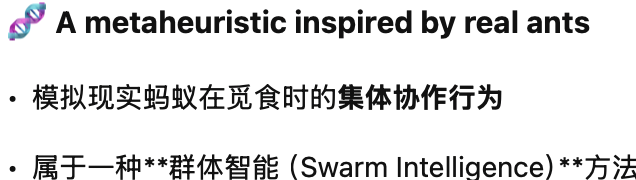 🧬 A metaheuristic inspired by real ants
• 模拟现实蚂蚁在觅食时的集体协作行为
• 属于一种**群体智能（Swarm Intelligence）**方法